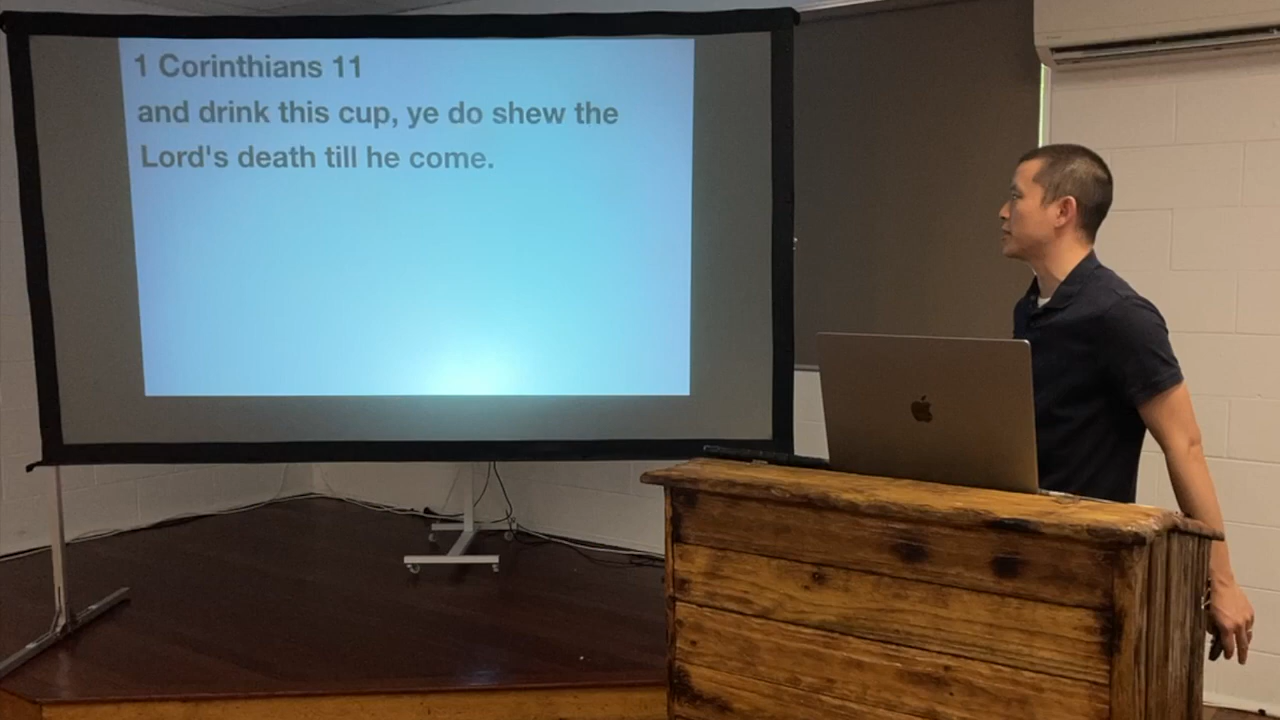 1 Corinthians 11
and drink this cup, ye do shew the
Lord's death till he come.